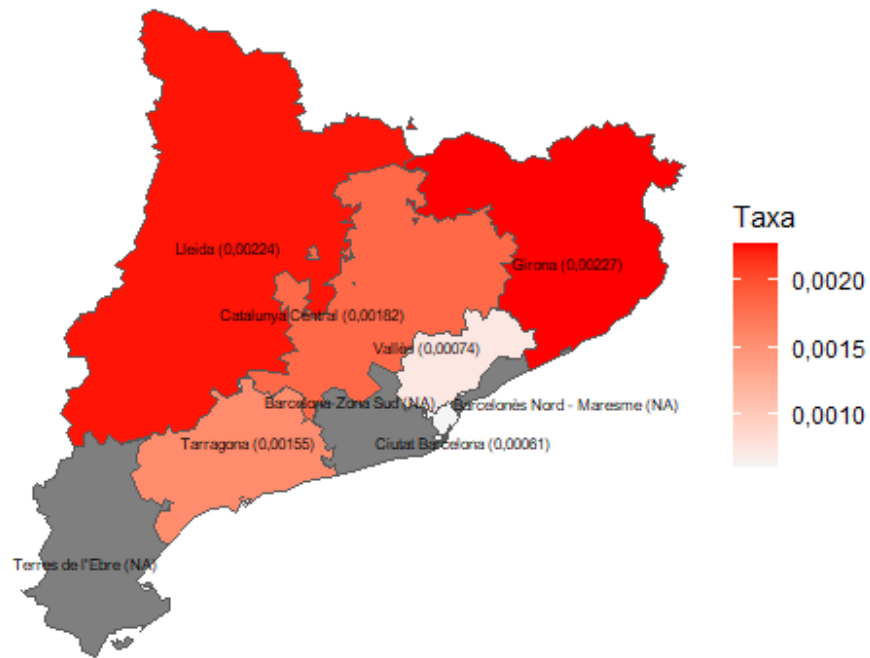 Taxa
Lleida (0,00224)
Girona (0,00227)
0,0020
Catalunya Central (0,00182)
Vallès (0,00074)
0,0015
Barcelona-Zona Sud (NA)
Barcelonès Nord - Maresme (NA)
0,0010
Tarragona (0,00155)
Ciutat Barcelona (0,00061)
Terres de l''Ebre (NA)